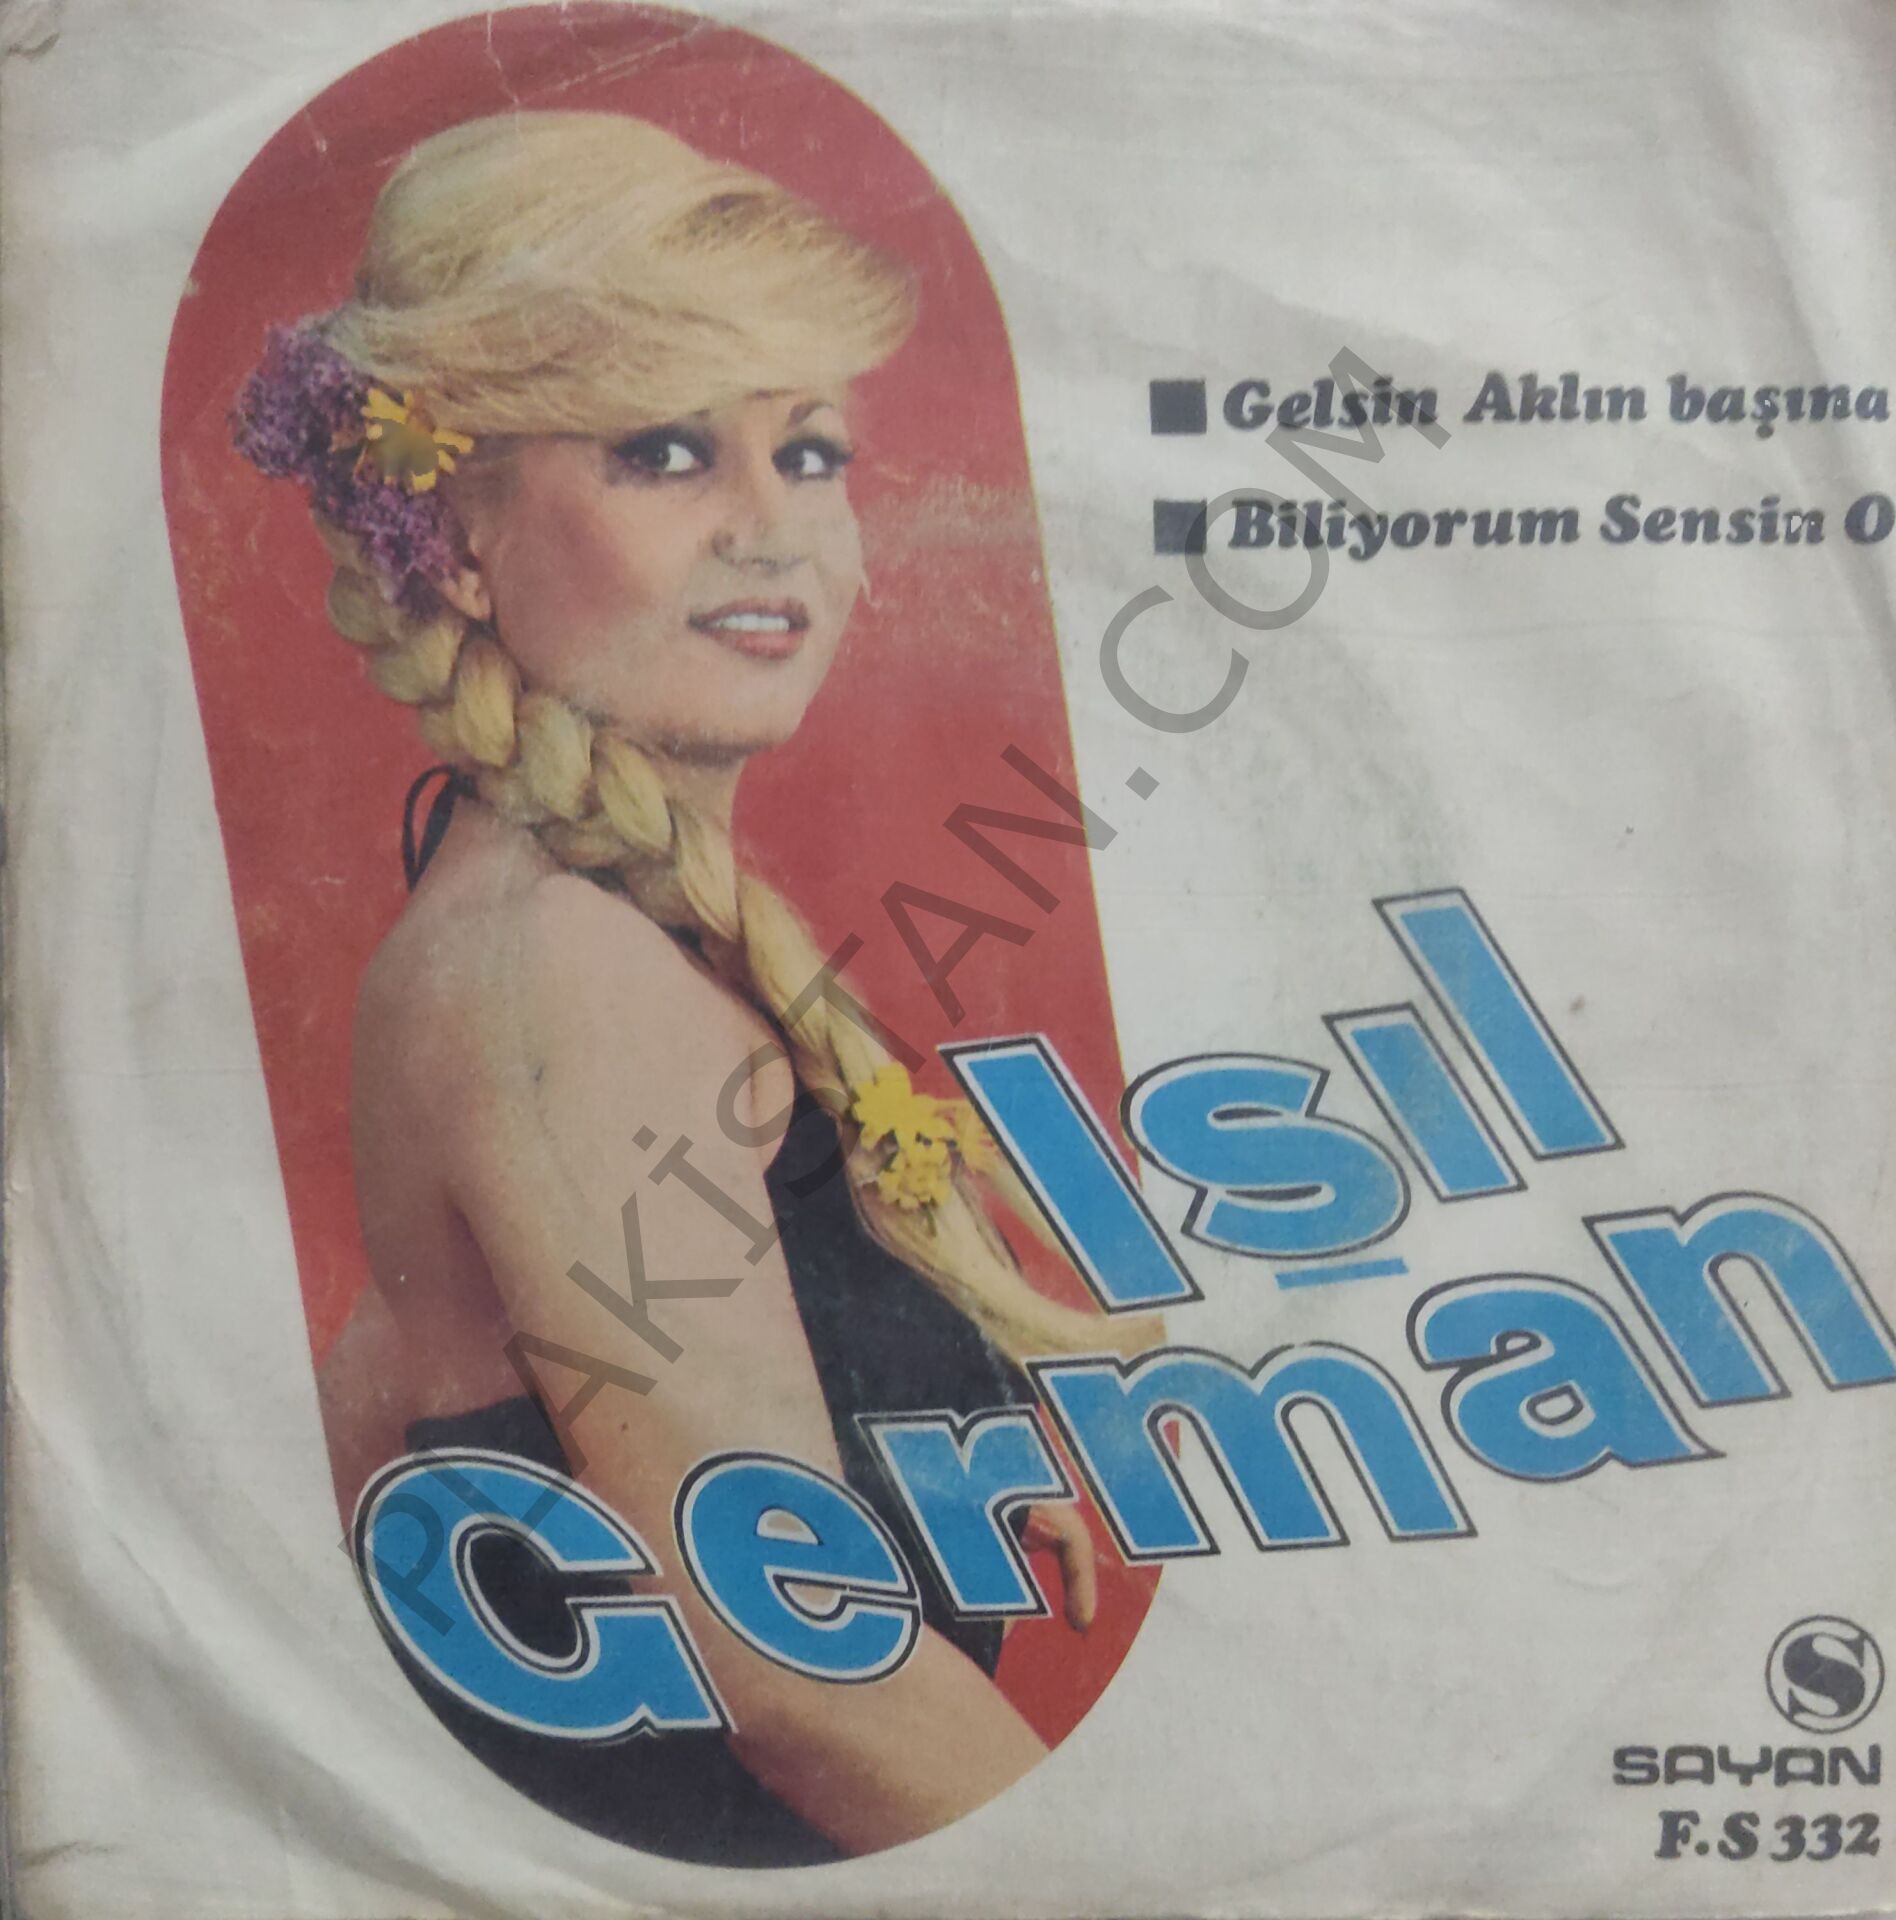 Gelsin Aklın başına
Biliyorum Sensin O
Işıl
German
S
SAYAN
F.S 332
PLAKİSTAN.COM